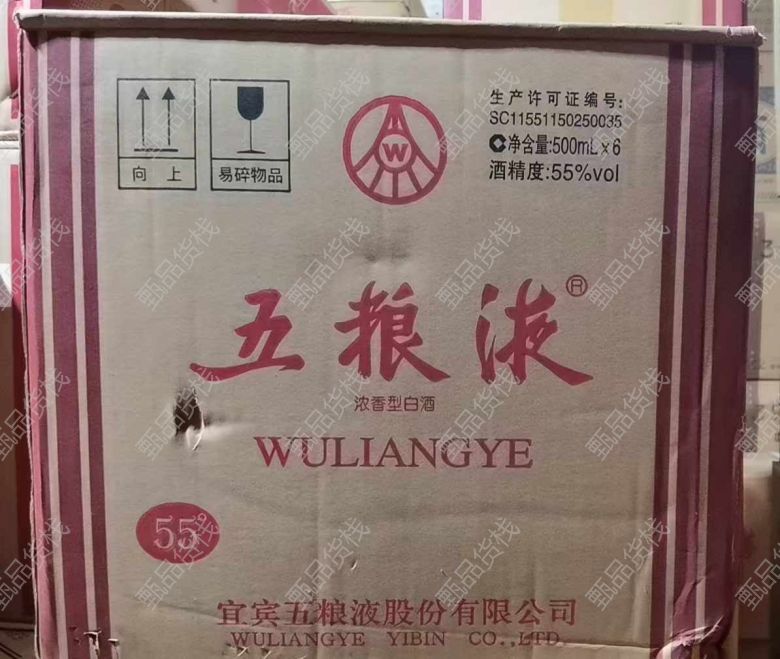 向上
易碎物品
W
生产许可证编号:
SC11551150250035
净含量:500mL×6
酒精度:55%vol
五粮液®
浓香型白酒
WULIANGYE
55°
宜宾五粮液股份有限公司
WULIANGYE YIBIN CO.,LTD.
甄品货栈